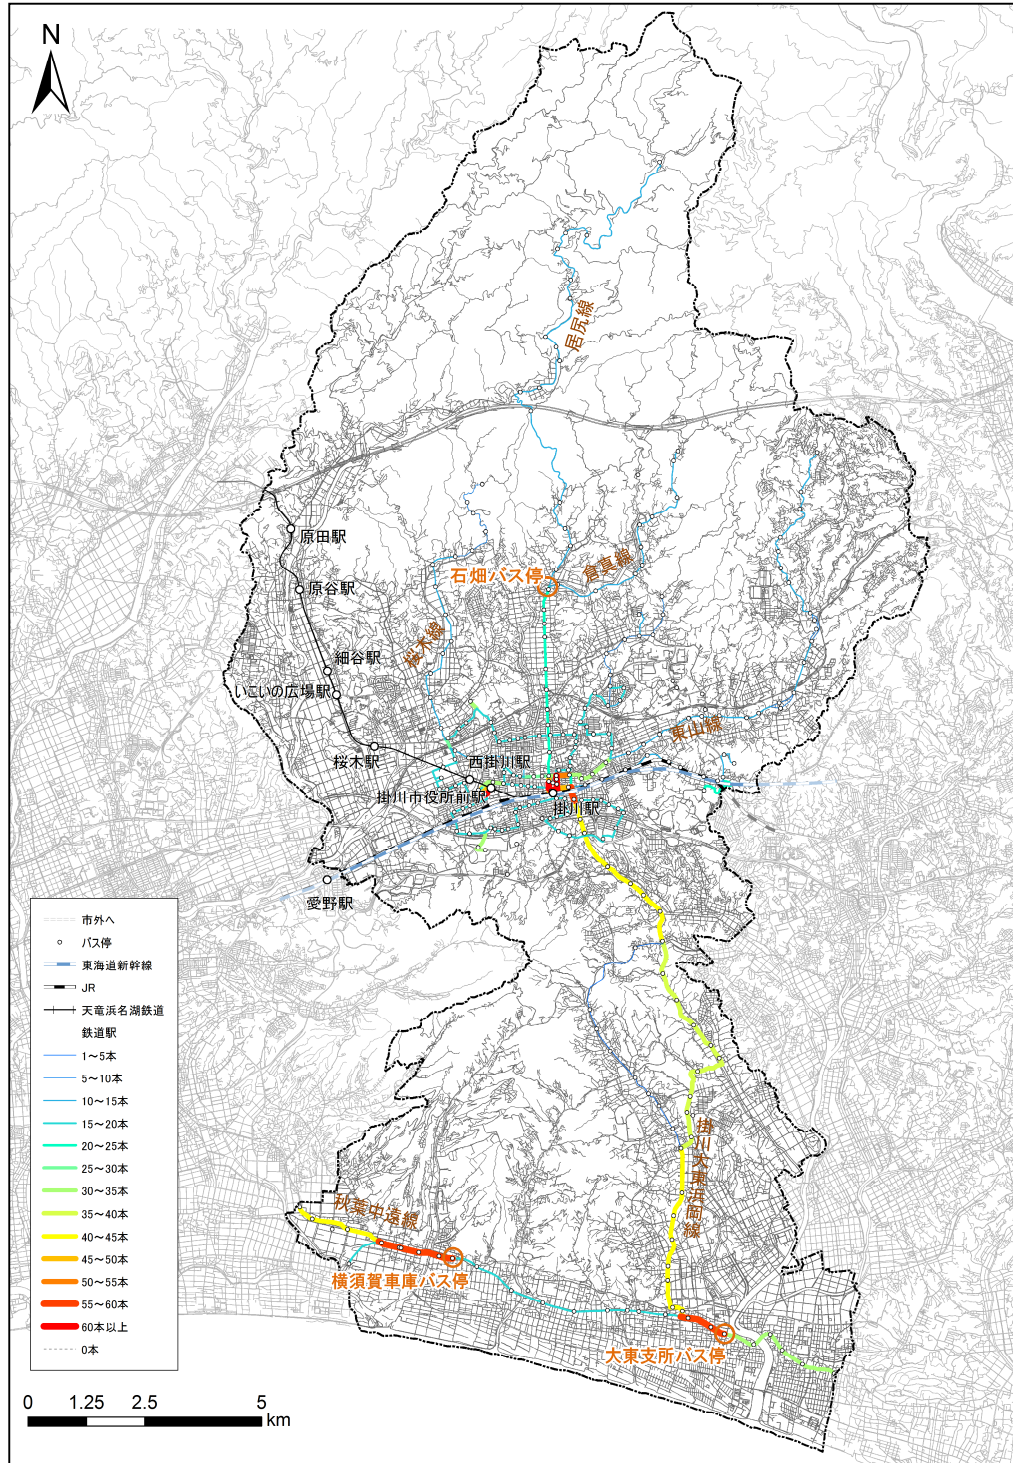 N
居尻線
原田駅
原谷駅
石畑バス停
倉真線
桜木線
細谷駅
いこいの広場駅
東山線
桜木駅
西掛川駅
掛川市役所前駅
掛川駅
愛野駅
市外へ
バス停
東海道新幹線
JR
天竜浜名湖鉄道
鉄道駅
1～5本
5～10本
10～15本
15～20本
20～25本
25～30本
30～35本
35～40本
40～45本
45～50本
50～55本
55～60本
60本以上
0本
掛川大東浜岡線
秋葉中遠線
横須賀車庫バス停
大東支所バス停
0 1.25 2.5 5
km